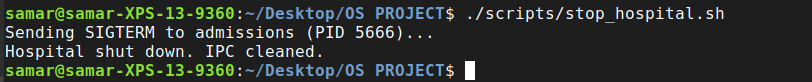 samar@samar-XPS-13-9360:~/Desktop/OS PROJECT$ ./scripts/stop_hospital.sh
Sending SIGTERM to admissions (PID 5666)...
Hospital shut down. IPC cleaned.
samar@samar-XPS-13-9360:~/Desktop/OS PROJECT$